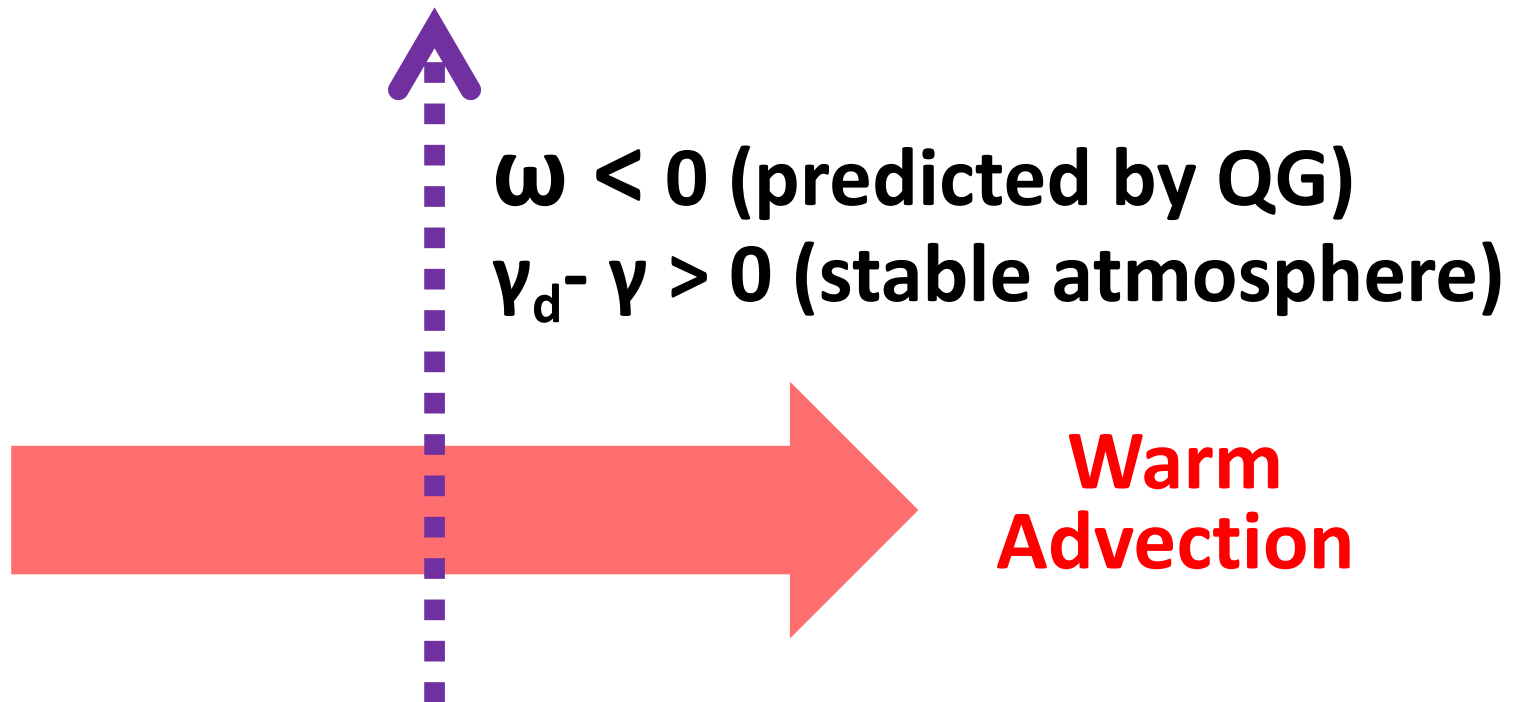 ω < 0 (predicted by QG)
γd- γ > 0 (stable atmosphere)
Warm
Advection